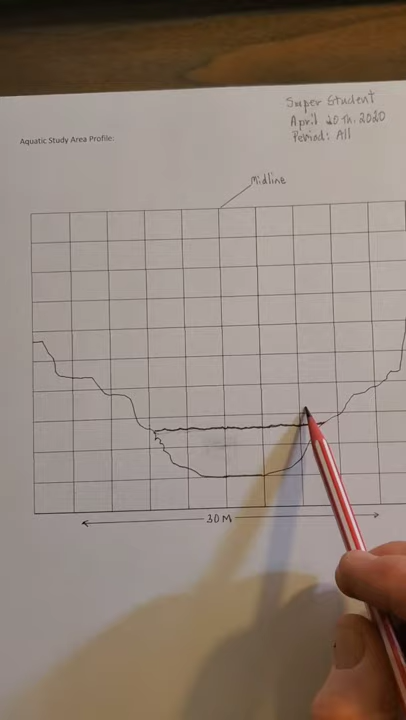 Super Student
April 20th, 2020
Period: All
Aquatic Study Area Profile:
Midline
30 M